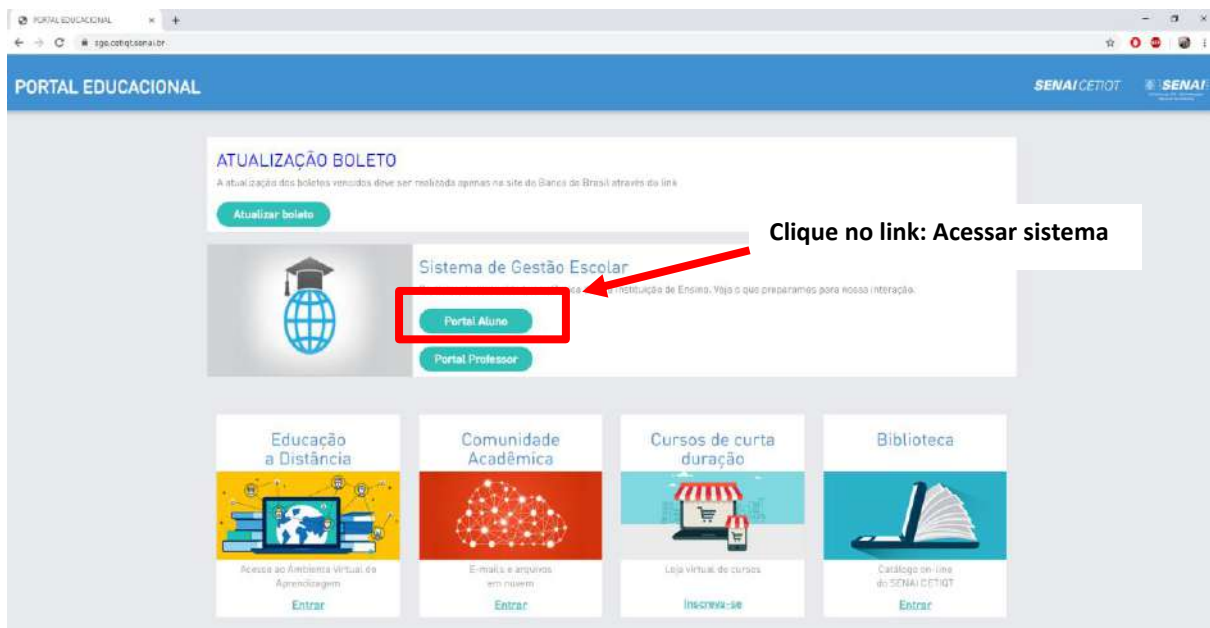 PORTAL EDUCACIONAL
sge.cetiqt.senai.br
PORTAL EDUCACIONAL
SENAI CETIQT
SENAI
ATUALIZAÇÃO BOLETO
A atualização dos boletos vencidos deve ser realizada apenas no site do Banco do Brasil através do link
Atualizar boleto
Clique no link: Acessar sistema
Sistema de Gestão Escolar
Instituição de Ensino. Veja o que preparamos para nossa interação.
Portal Aluno
Portal Professor
Educação
a Distância
Acesso ao Ambiente Virtual de
Aprendizagem
Entrar
Comunidade
Acadêmica
E-mails e arquivos
em nuvem
Entrar
Cursos de curta
duração
Loja virtual de cursos
Inscreva-se
Biblioteca
Catálogo on-line
do SENAI CETIQT
Entrar